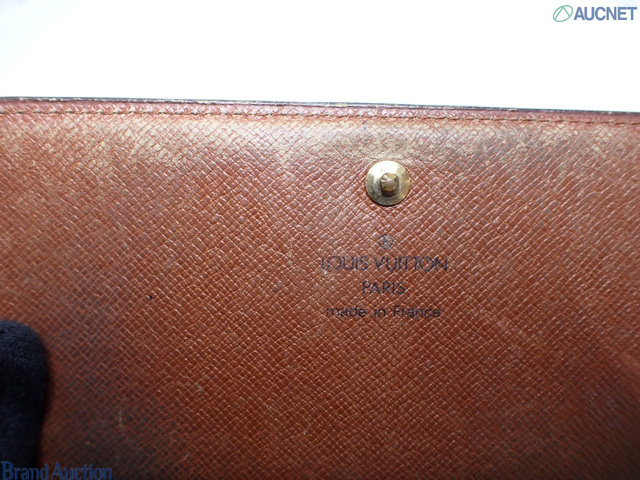 AUCNET
®
LOUIS VUITTON
PARIS
made in France
Brand Auction